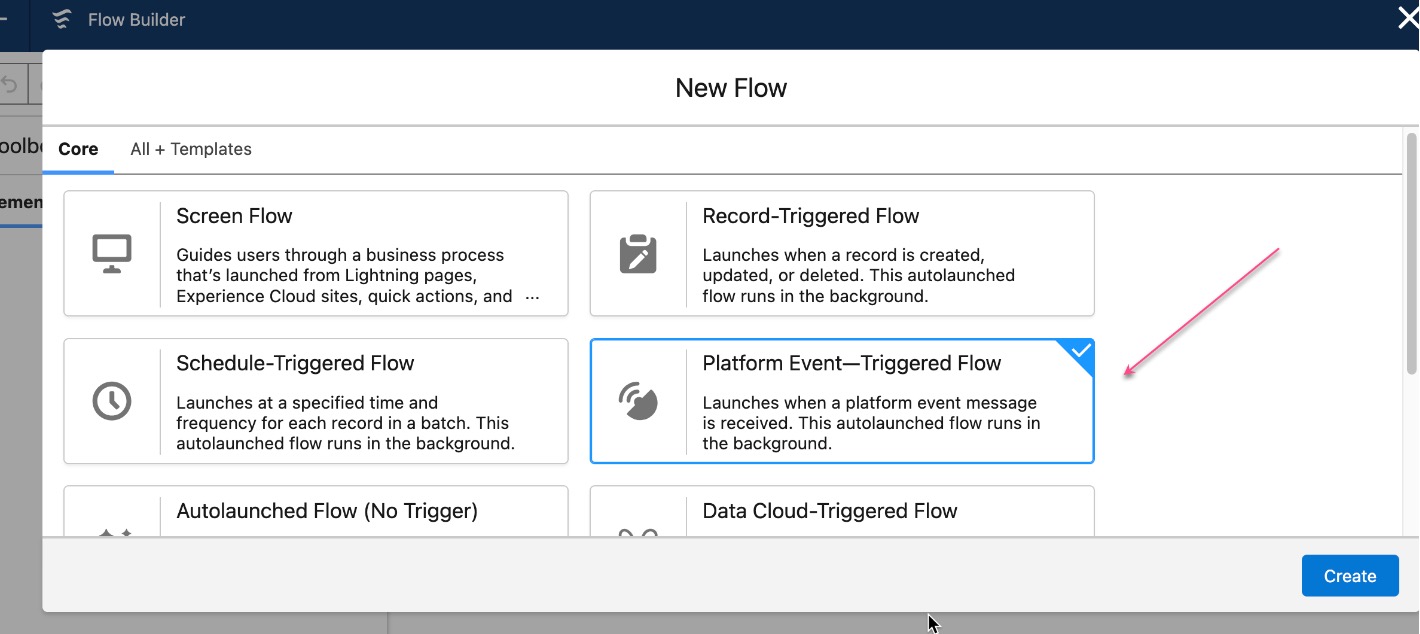 Flow Builder
New Flow
Core
All + Templates
Screen Flow
Guides users through a business process
that's launched from Lightning pages,
Experience Cloud sites, quick actions, and ...
Record-Triggered Flow
Launches when a record is created,
updated, or deleted. This autolaunched
flow runs in the background.
Schedule-Triggered Flow
Launches at a specified time and
frequency for each record in a batch. This
autolaunched flow runs in the background.
Platform Event—Triggered Flow
Launches when a platform event message
is received. This autolaunched flow runs in
the background.
Autolaunched Flow (No Trigger)
Data Cloud-Triggered Flow
Create